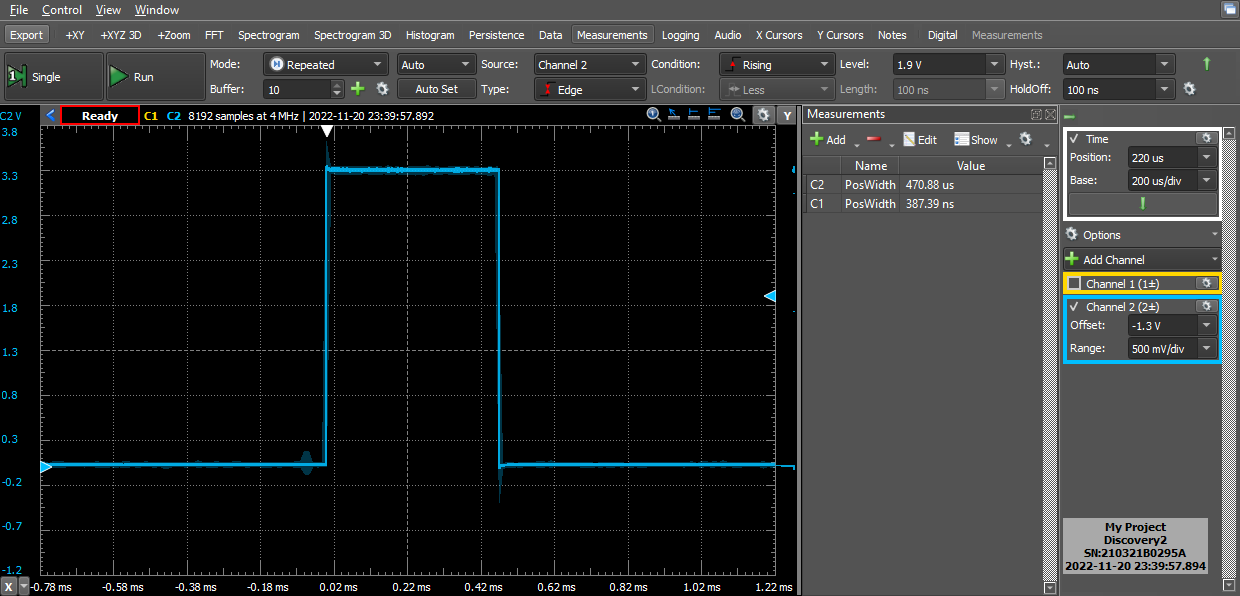 File Control View Window
Export +XY +XYZ 3D +Zoom FFT Spectrogram Spectrogram 3D Histogram Persistence Data Measurements Logging Audio X Cursors Y Cursors Notes Digital Measurements
Single Run Mode: Repeated Auto Source: Channel 2 Condition: Rising Level: 1.9 V Hyst.: Auto
Buffer: 10 Auto Set Type: Edge LCondition: Less Length: 100 ns HoldOff: 100 ns
C2 V Ready C1 C2 8192 samples at 4 MHz | 2022-11-20 23:39:57.892 Y
3.8
3.3
2.8
2.3
1.8
1.3
0.8
0.3
-0.2
-0.7
-1.2
X -0.78 ms -0.58 ms -0.38 ms -0.18 ms 0.02 ms 0.22 ms 0.42 ms 0.62 ms 0.82 ms 1.02 ms 1.22 ms
Measurements
Add Edit Show
Name Value
C2 PosWidth 470.88 us
C1 PosWidth 387.39 ns
Time
Position: 220 us
Base: 200 us/div
Options
Add Channel
Channel 1 (1±)
Channel 2 (2±)
Offset: -1.3 V
Range: 500 mV/div
My Project
Discovery2
SN:210321B0295A
2022-11-20 23:39:57.894